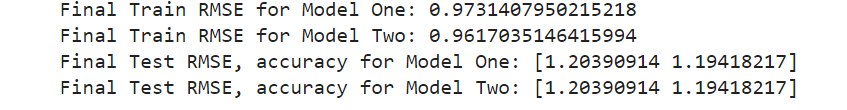 Final Train RMSE for Model One: 0.9731407950215218
Final Train RMSE for Model Two: 0.9617035146415994
Final Test RMSE, accuracy for Model One: [1.20390914 1.19418217]
Final Test RMSE, accuracy for Model Two: [1.20390914 1.19418217]